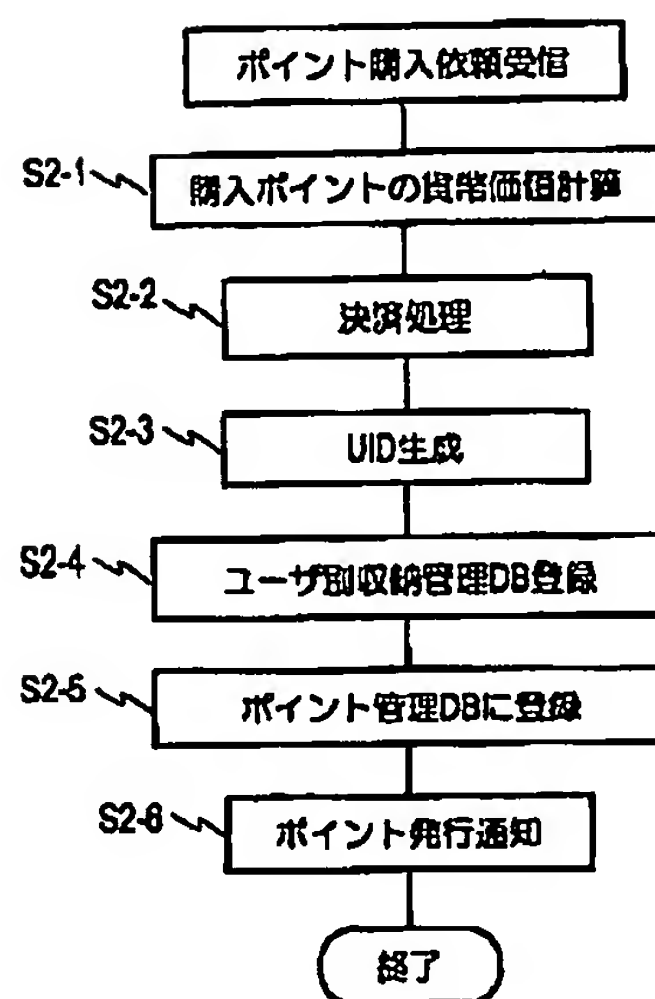 ポイント購入依頼受信
S2-1 購入ポイントの貨幣価値計算
S2-2 決済処理
S2-3 UID生成
S2-4 ユーザ別収納管理DB登録
S2-5 ポイント管理DBに登録
S2-6 ポイント発行通知
終了